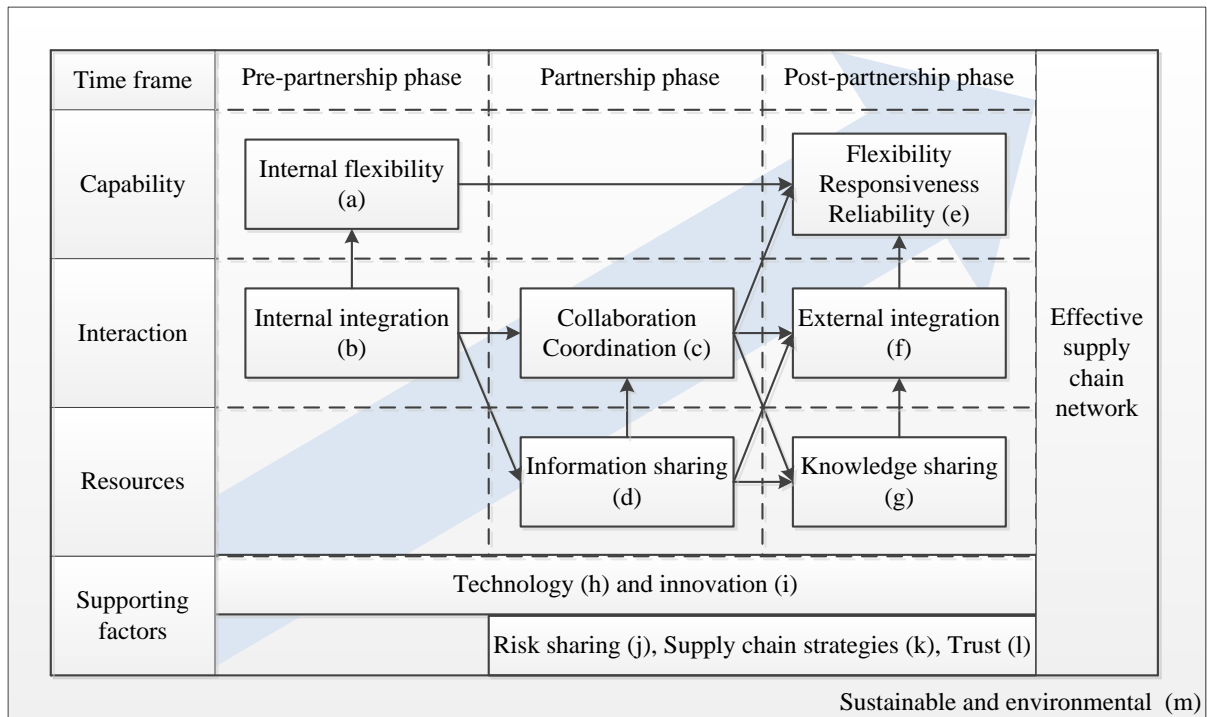 Time frame
Pre-partnership phase
Partnership phase
Post-partnership phase
Capability
Internal flexibility
(a)
Flexibility
Responsiveness
Reliability (e)
Interaction
Internal integration
(b)
Collaboration
Coordination (c)
External integration
(f)
Effective
supply
chain
network
Resources
Information sharing
(d)
Knowledge sharing
(g)
Supporting
factors
Technology (h) and innovation (i)
Risk sharing (j), Supply chain strategies (k), Trust (l)
Sustainable and environmental (m)